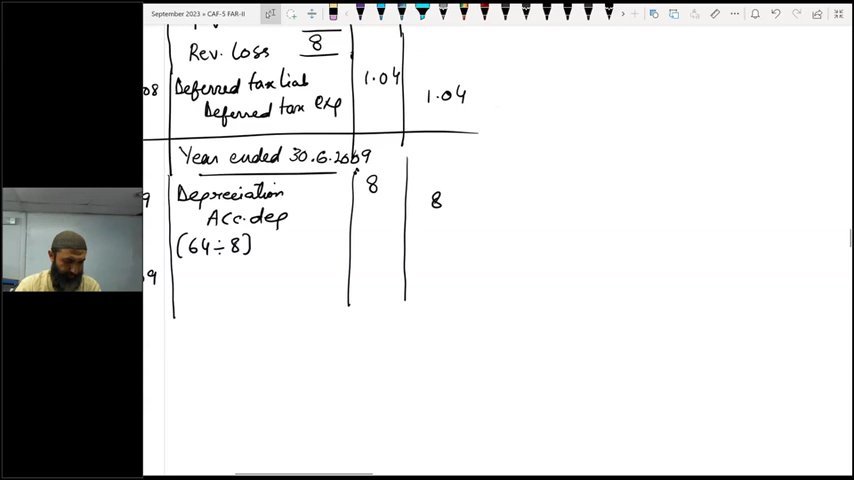 September 2023 » CAF-5 FAR-II
8
Rev. Loss
08 Deferred tax Liab 1.04
Deferred tax exp 1.04
Year ended 30.6.2009
9 Depreciation 8
Acc. dep 8
(64÷8)
09